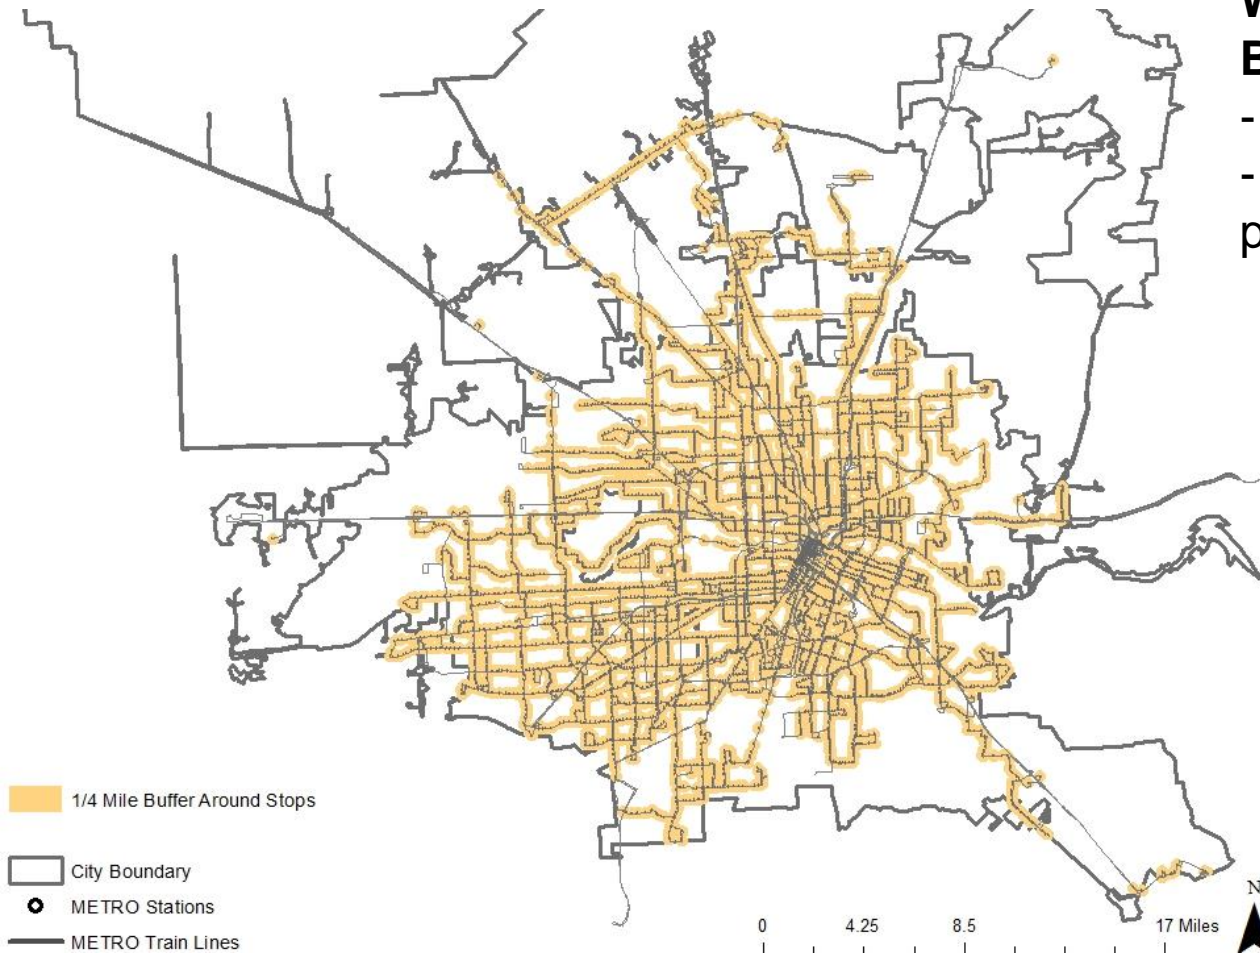 1/4 Mile Buffer Around Stops
City Boundary
METRO Stations
METRO Train Lines
0 4.25 8.5 17 Miles
N
-
-